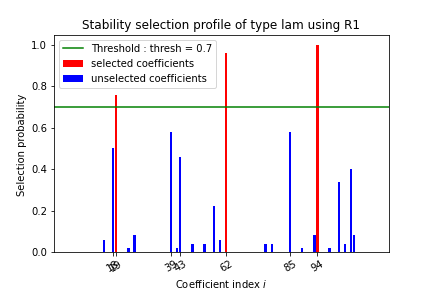 Stability selection profile of type lam using R1
Threshold : thresh = 0.7
selected coefficients
unselected coefficients
Selection probability
1.0
0.8
0.6
0.4
0.2
0.0
39
43
62
85
94
Coefficient index i